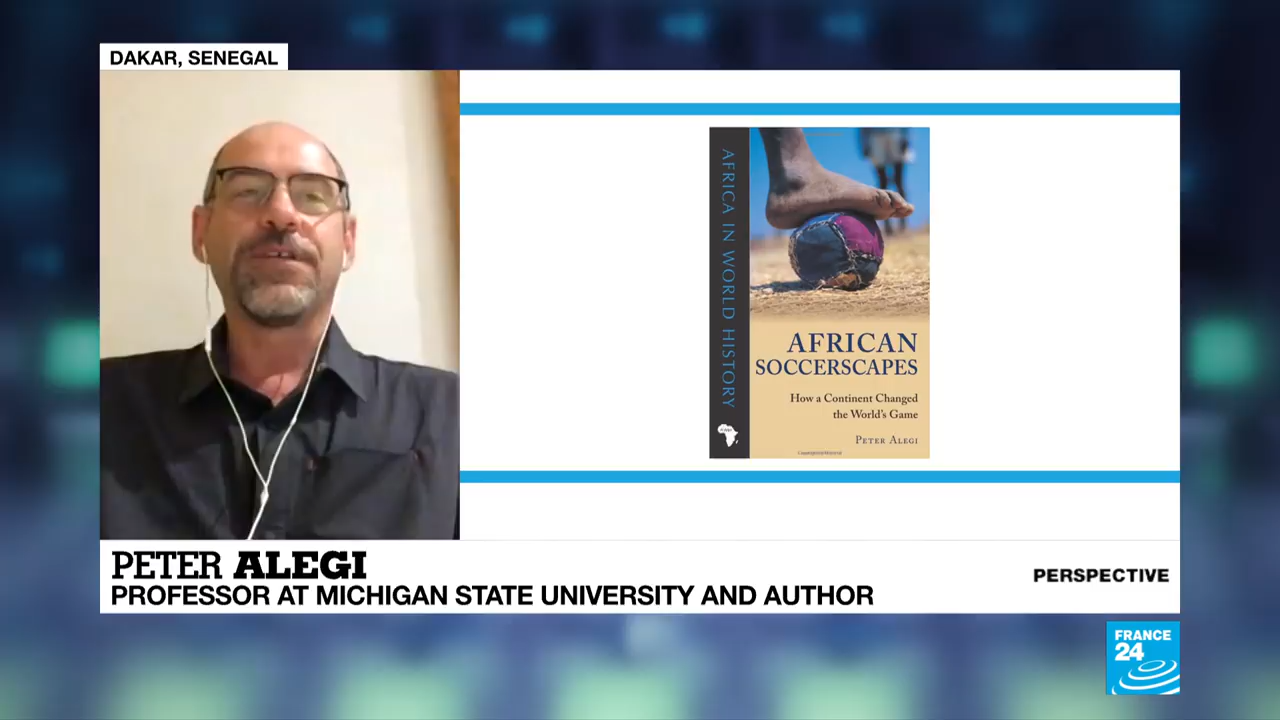 DAKAR, SENEGAL
AFRICA IN WORLD HISTORY
AFRICAN
SOCCERSCAPES
How a Continent Changed
the World's Game
PETER ALEGI
PETER ALEGI
PROFESSOR AT MICHIGAN STATE UNIVERSITY AND AUTHOR
PERSPECTIVE
FRANCE
24